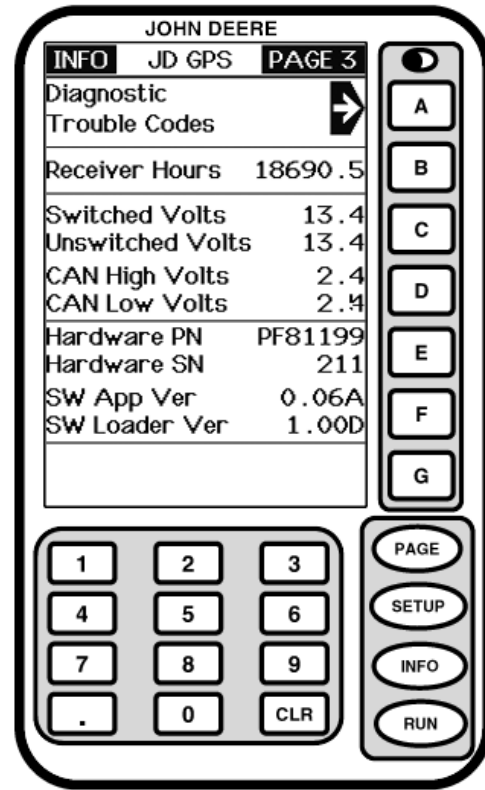 JOHN DEERE
INFO JD GPS PAGE 3
Diagnostic
Trouble Codes
Receiver Hours 18690.5
Switched Volts 13.4
Unswitched Volts 13.4
CAN High Volts 2.4
CAN Low Volts 2.4
Hardware PN PF81199
Hardware SN 211
SW App Ver 0.06A
SW Loader Ver 1.00D
A
B
C
D
E
F
G
PAGE
SETUP
INFO
RUN
1 2 3
4 5 6
7 8 9
. 0 CLR